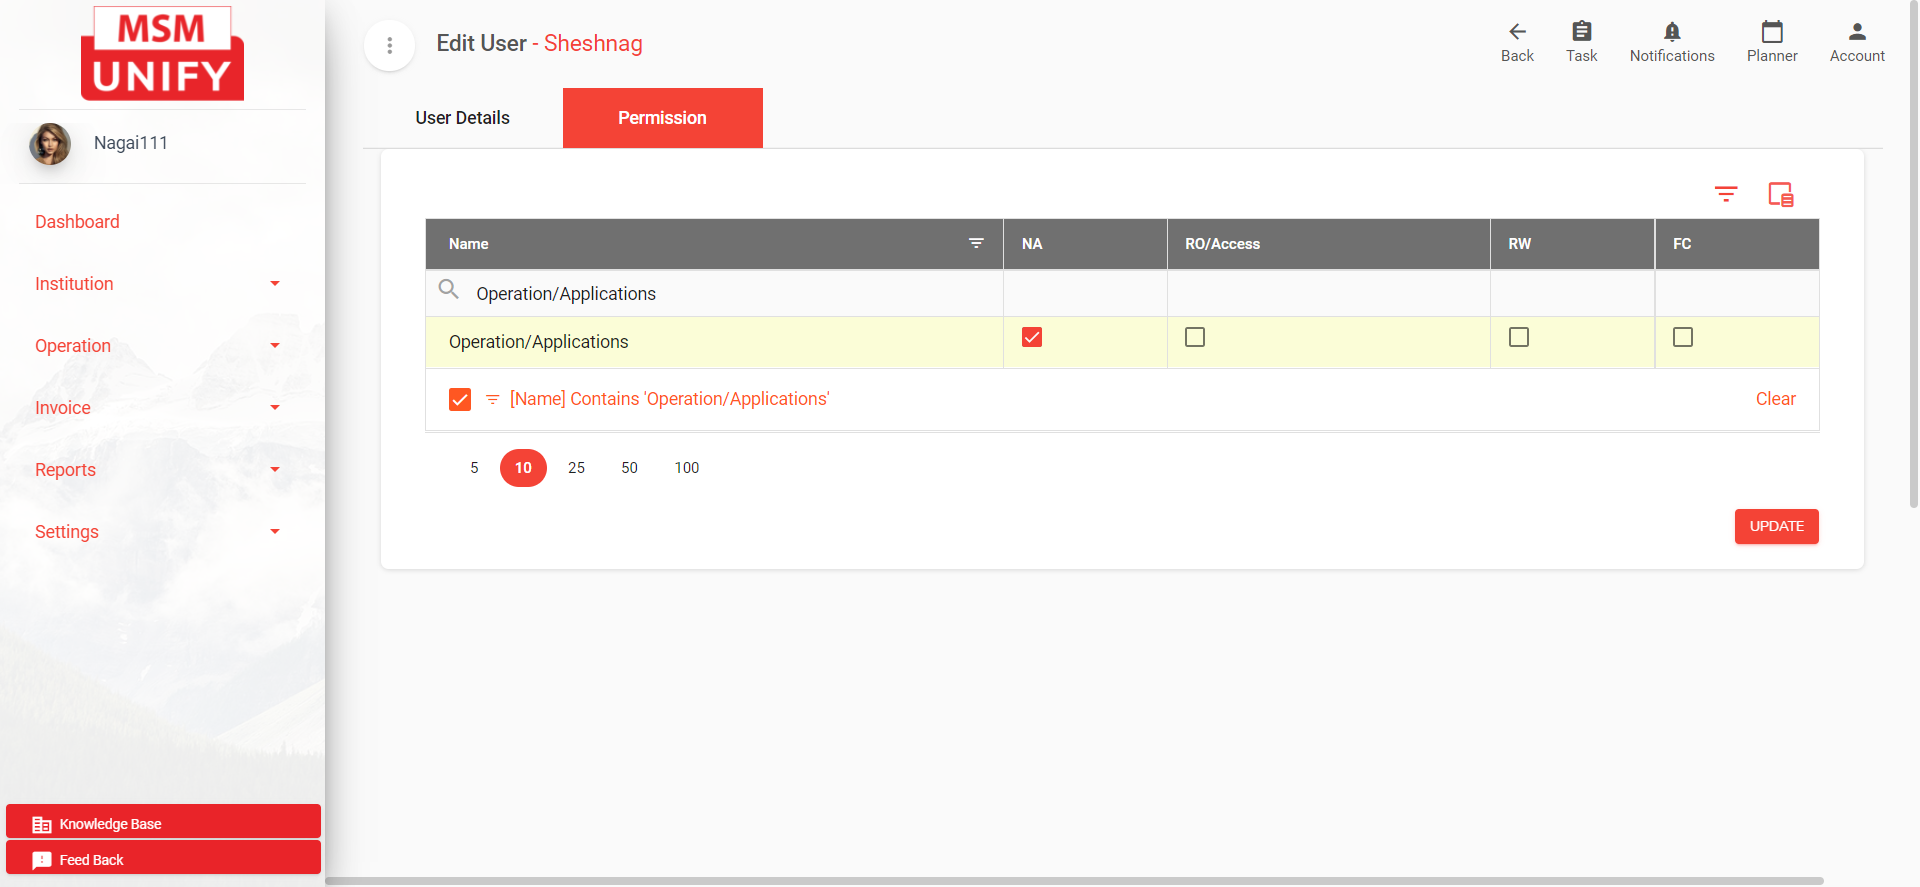 MSM
UNIFY
Nagai111
Dashboard
Institution
Operation
Invoice
Reports
Settings
Knowledge Base
Feed Back
Edit User - Sheshnag
Back
Task
Notifications
Planner
Account
User Details
Permission
Name
NA
RO/Access
RW
FC
Operation/Applications
Operation/Applications
[Name] Contains 'Operation/Applications'
Clear
5
10
25
50
100
UPDATE